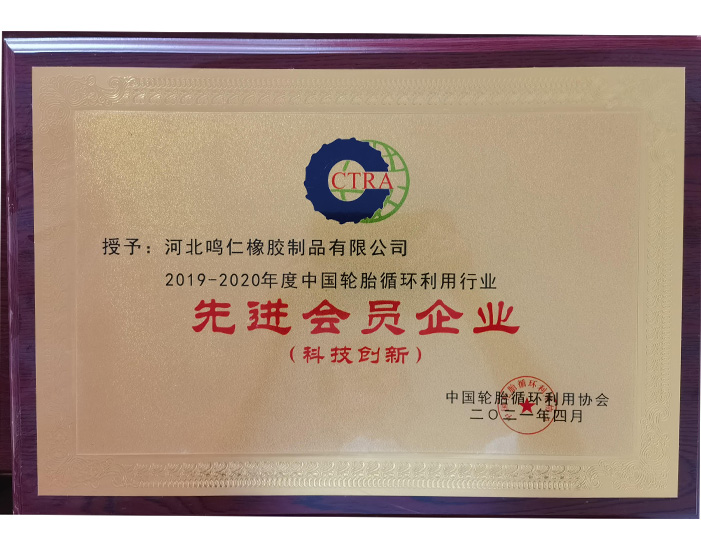 CTRA
授予：河北鸣仁橡胶制品有限公司
2019-2020年度中国轮胎循环利用行业
先进会员企业
（科技创新）
中国轮胎循环利用协会
二〇二一年四月